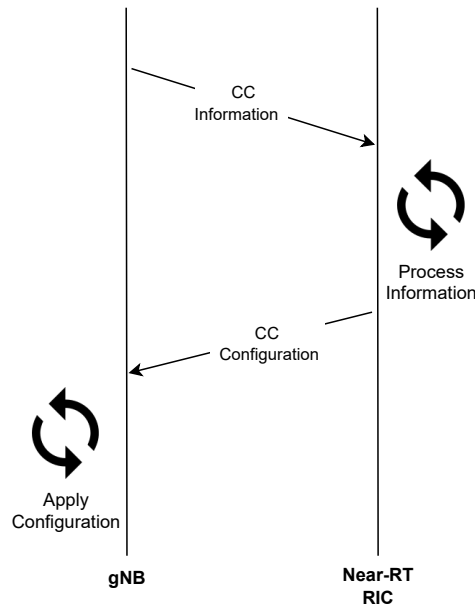 CC
Information
Process
Information
CC
Configuration
Apply
Configuration
gNB
Near-RT
RIC